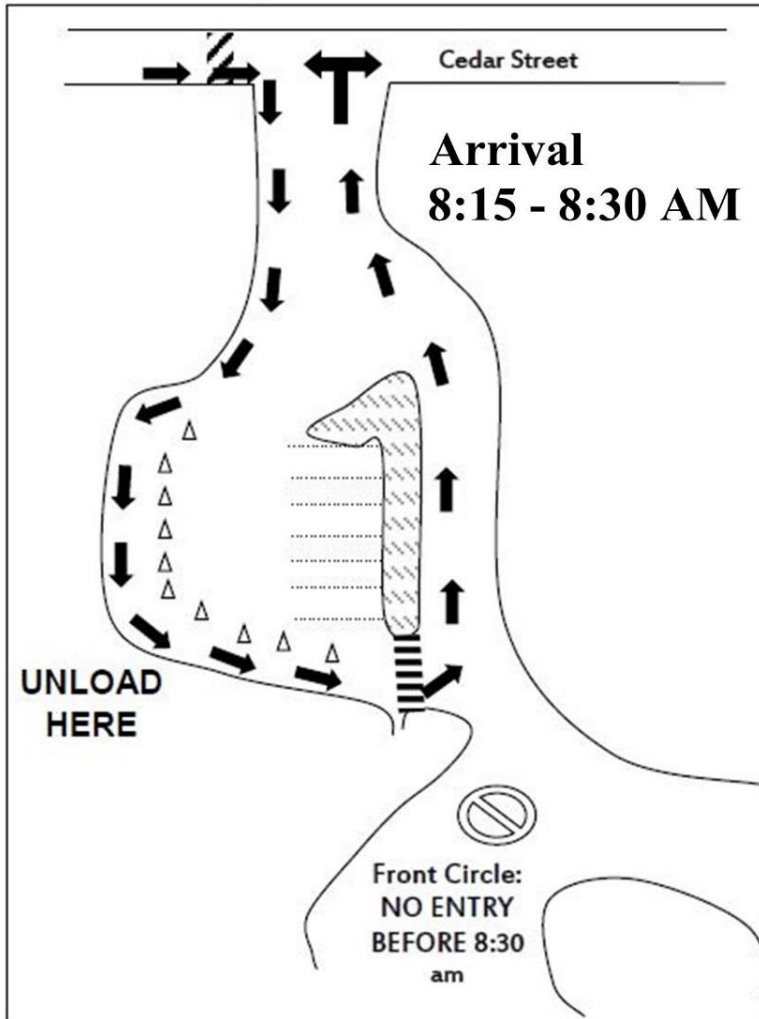 Cedar Street
Arrival
8:15 - 8:30 AM
UNLOAD
HERE
Front Circle:
NO ENTRY
BEFORE 8:30
am